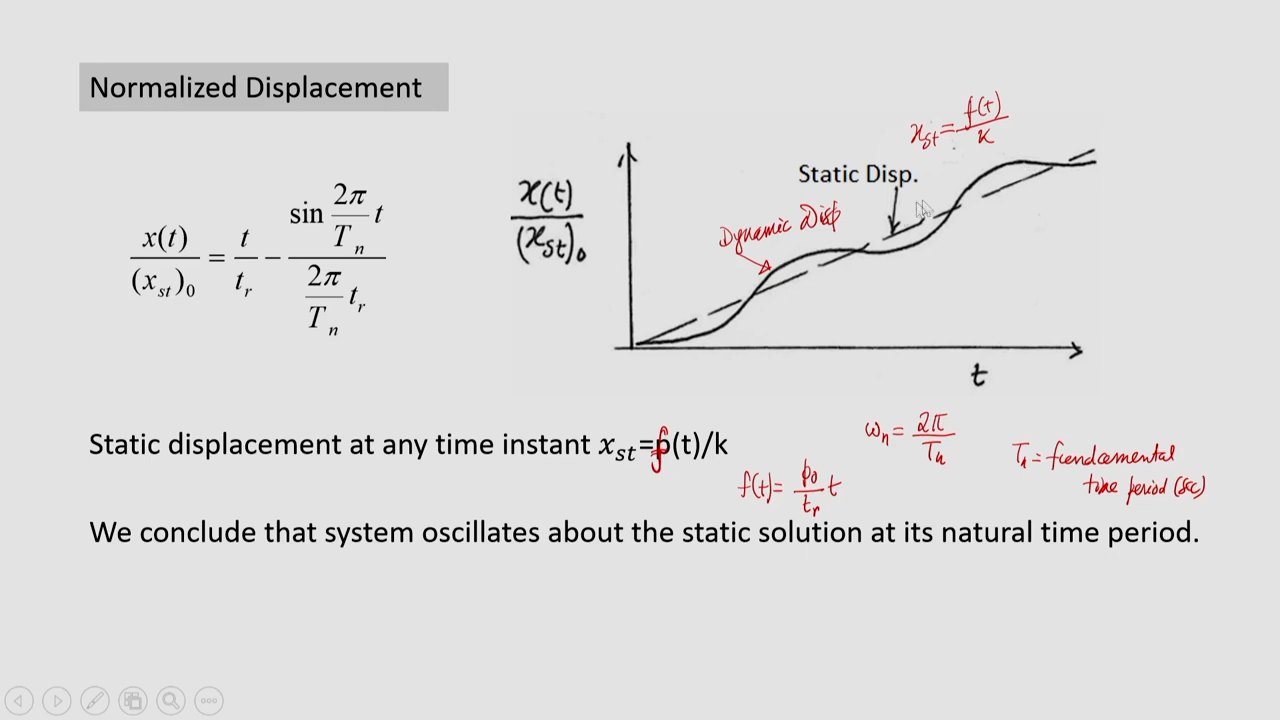 Normalized Displacement
x(t)/(x_st)_0 = t/t_r − (sin (2π/T_n) t)/((2π/T_n) t_r)
x_st = f(t)/k
Static Disp.
Dynamic Disp
x(t)/(x_st)_0
t
Static displacement at any time instant x_st=p(t)/k
f
ω_n = 2π/T_n
T_n = fundamental
time period (sec)
f(t) = p_0/t_r t
We conclude that system oscillates about the static solution at its natural time period.